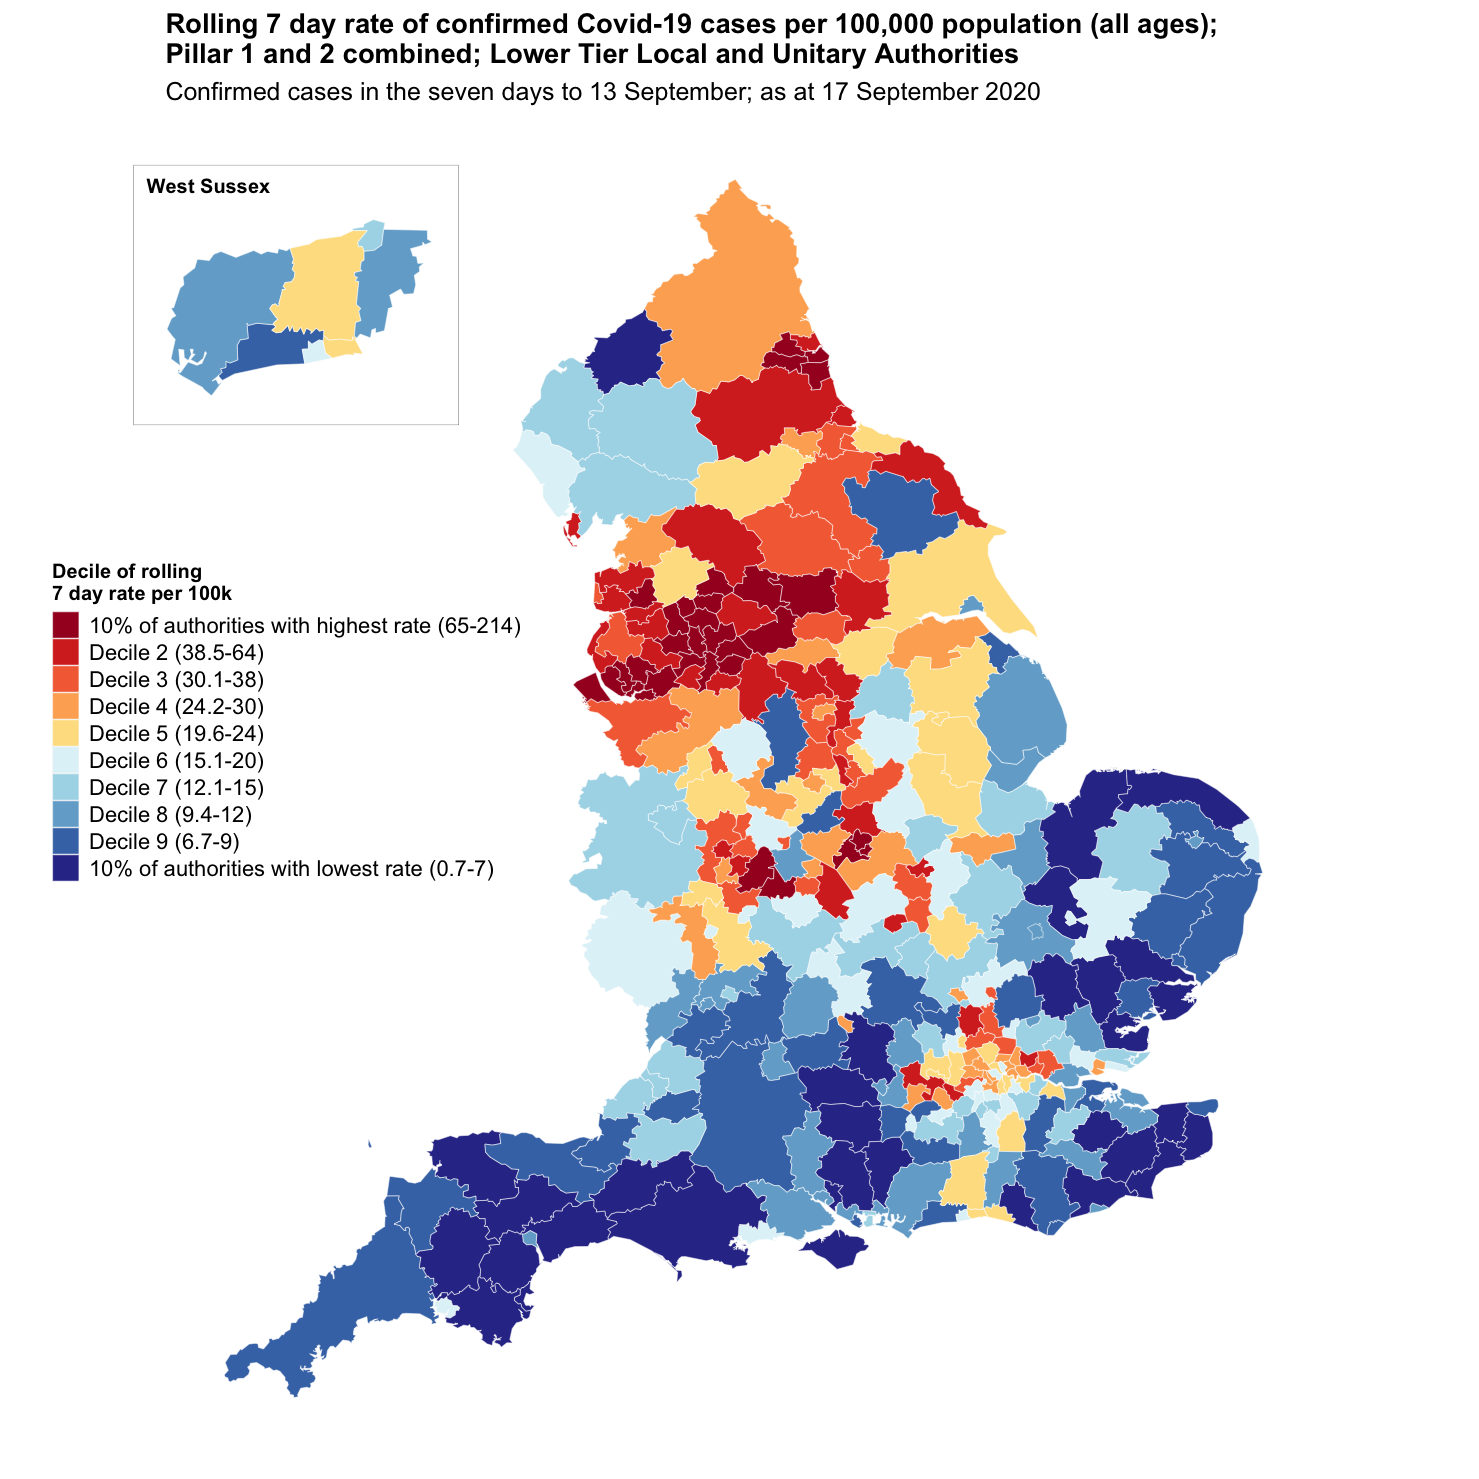 Rolling 7 day rate of confirmed Covid-19 cases per 100,000 population (all ages);
Pillar 1 and 2 combined; Lower Tier Local and Unitary Authorities
Confirmed cases in the seven days to 13 September; as at 17 September 2020
West Sussex
Decile of rolling
7 day rate per 100k
10% of authorities with highest rate (65-214)
Decile 2 (38.5-64)
Decile 3 (30.1-38)
Decile 4 (24.2-30)
Decile 5 (19.6-24)
Decile 6 (15.1-20)
Decile 7 (12.1-15)
Decile 8 (9.4-12)
Decile 9 (6.7-9)
10% of authorities with lowest rate (0.7-7)